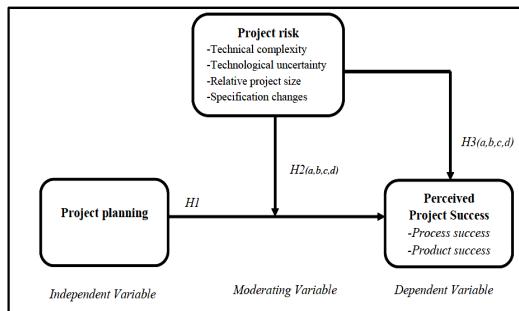 Project risk
-Technical complexity
-Technological uncertainty
-Relative project size
-Specification changes
H2(a,b,c,d)
H3(a,b,c,d)
Project planning
H1
Perceived
Project Success
-Process success
-Product success
Independent Variable
Moderating Variable
Dependent Variable